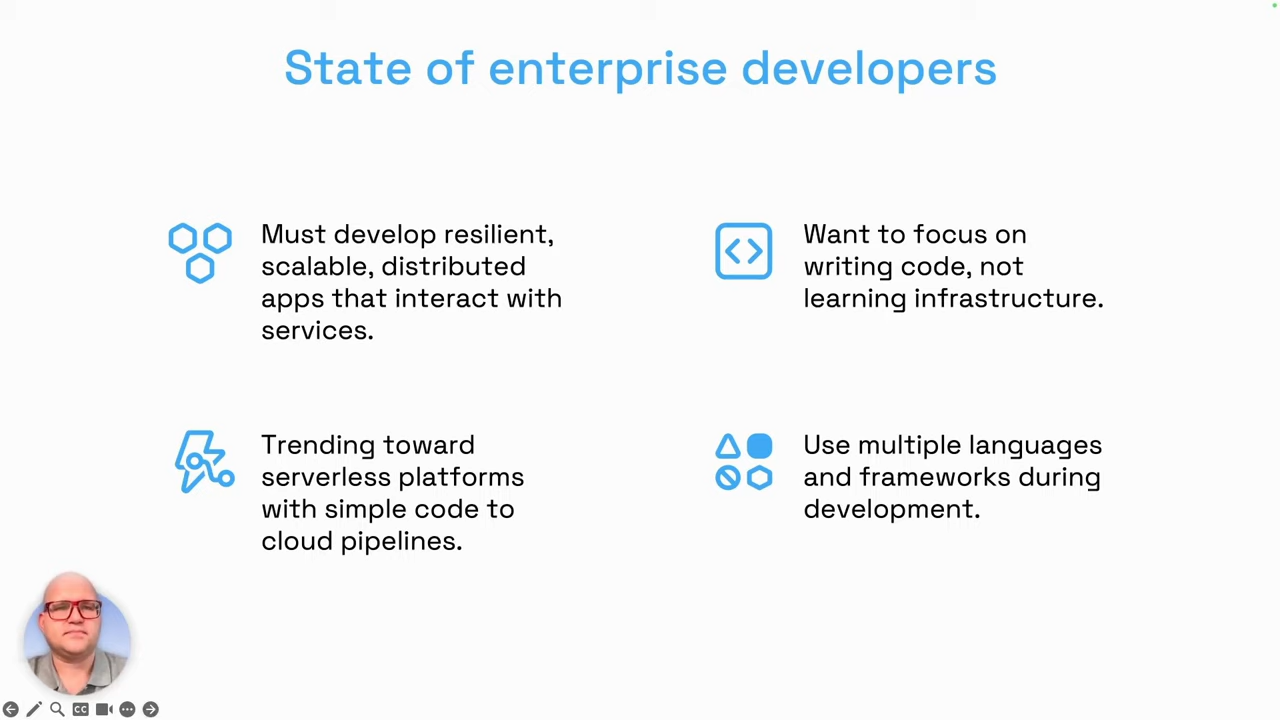 State of enterprise developers
Must develop resilient,
scalable, distributed
apps that interact with
services.
Want to focus on
writing code, not
learning infrastructure.
Trending toward
serverless platforms
with simple code to
cloud pipelines.
Use multiple languages
and frameworks during
development.
CC